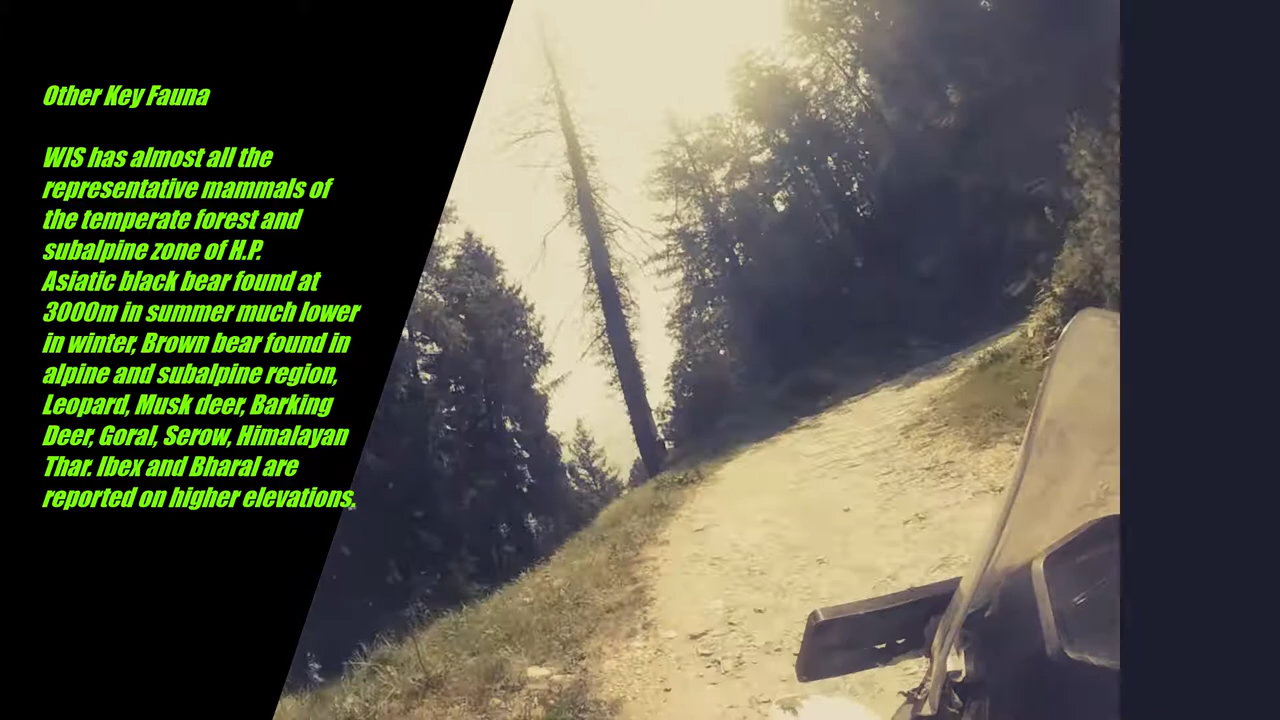 Other Key Fauna
WIS has almost all the
representative mammals of
the temperate forest and
subalpine zone of H.P.
Asiatic black bear found at
3000m in summer much lower
in winter, Brown bear found in
alpine and subalpine region,
Leopard, Musk deer, Barking
Deer, Goral, Serow, Himalayan
Thar. Ibex and Bharal are
reported on higher elevations.